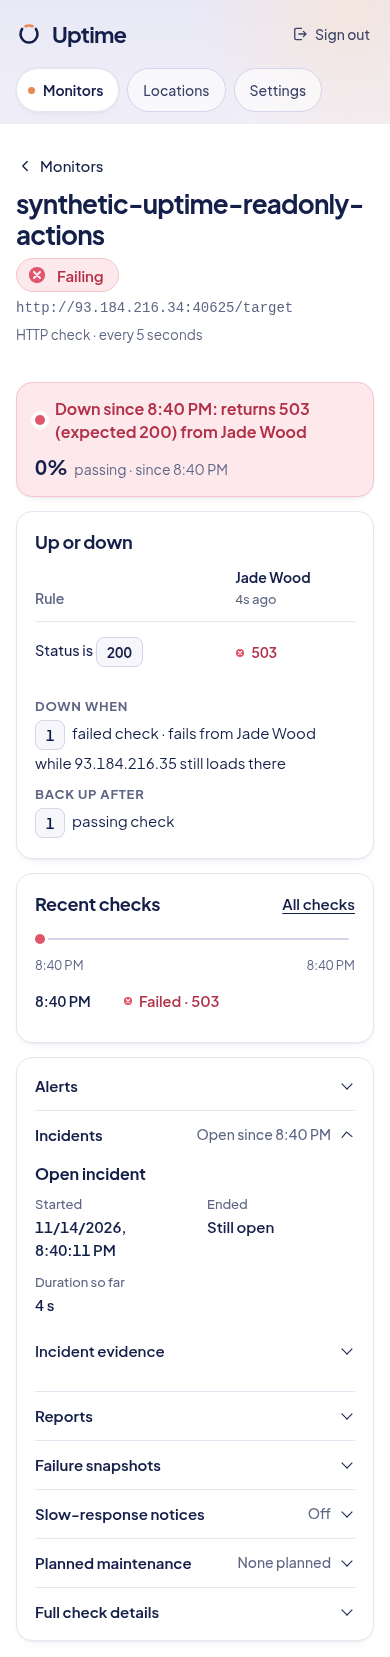 Uptime
Sign out
Monitors
Locations
Settings
Monitors
synthetic-uptime-readonly-
actions
Failing
http://93.184.216.34:40625/target
HTTP check · every 5 seconds
Down since 8:40 PM: returns 503
(expected 200) from Jade Wood
0% passing · since 8:40 PM
Up or down
Jade Wood
Rule
4s ago
Status is 200
503
DOWN WHEN
1 failed check · fails from Jade Wood
while 93.184.216.35 still loads there
BACK UP AFTER
1 passing check
Recent checks
All checks
8:40 PM
8:40 PM
8:40 PM
Failed · 503
Alerts
Incidents
Open since 8:40 PM
Open incident
Started
Ended
11/14/2026,
8:40:11 PM
Still open
Duration so far
4 s
Incident evidence
Reports
Failure snapshots
Slow-response notices
Off
Planned maintenance
None planned
Full check details